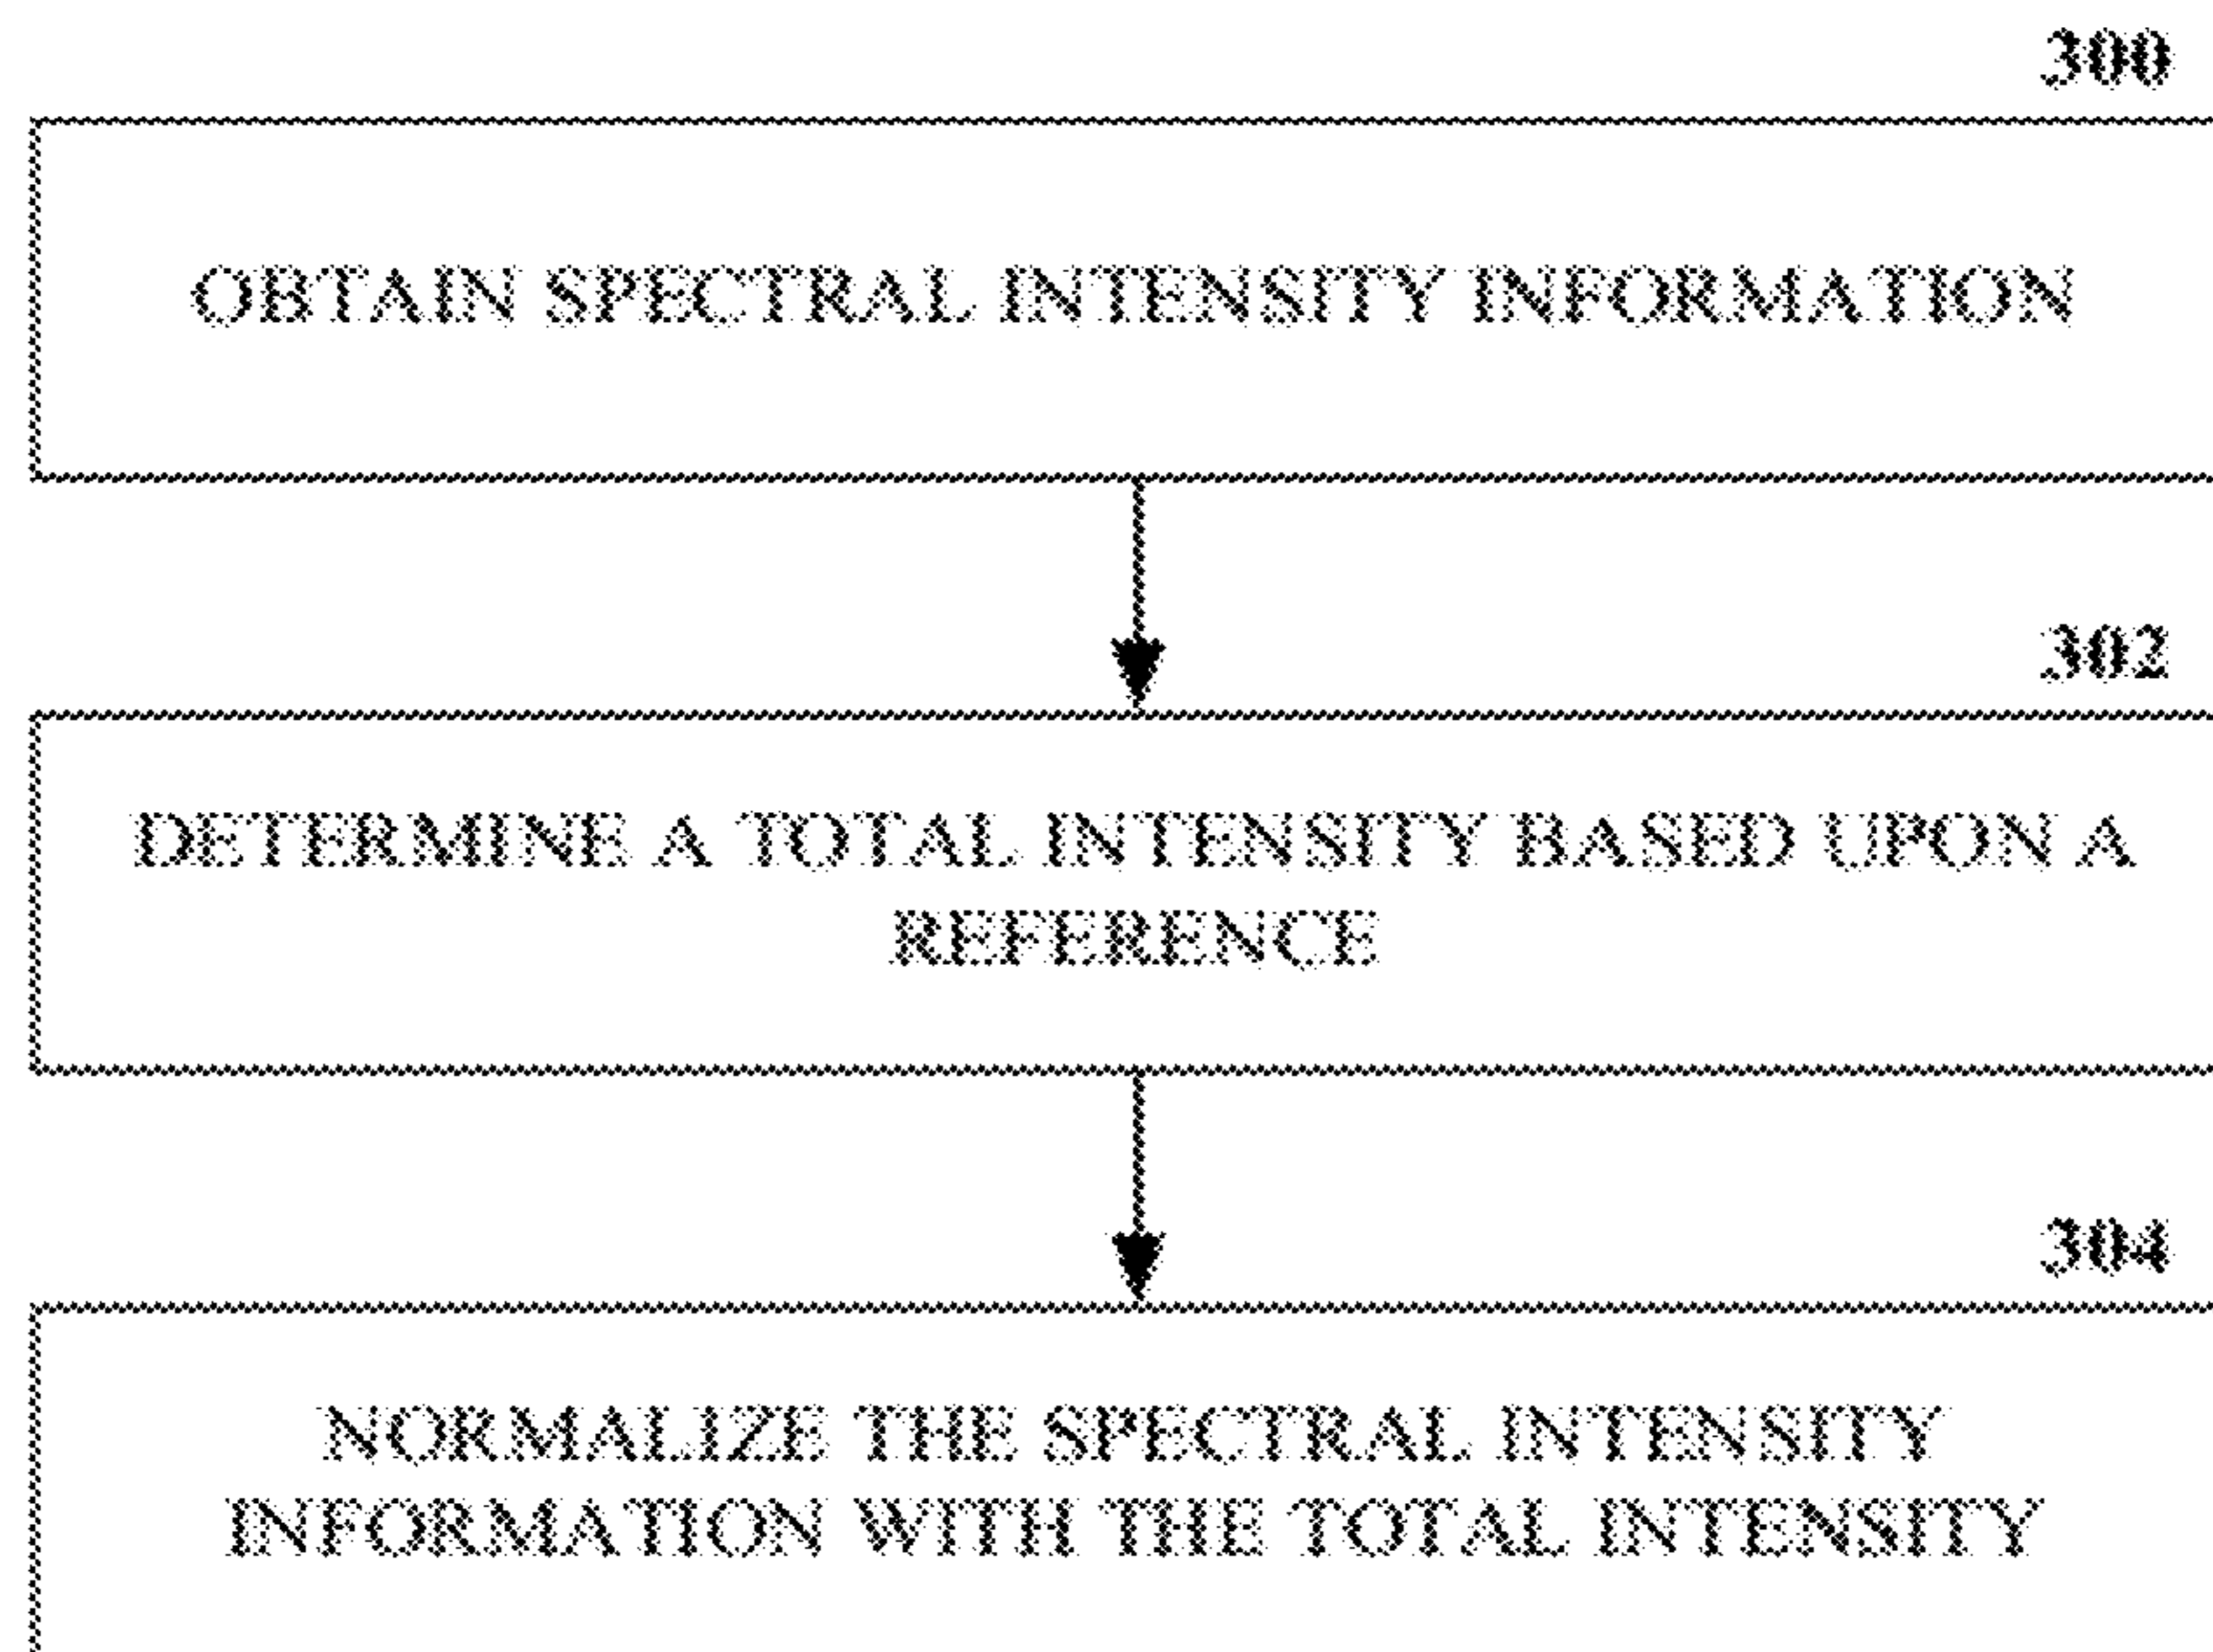 300
OBTAIN SPECTRAL INTENSITY INFORMATION
302
DETERMINE A TOTAL INTENSITY BASED UPON A
REFERENCE
304
NORMALIZE THE SPECTRAL INTENSITY
INFORMATION WITH THE TOTAL INTENSITY